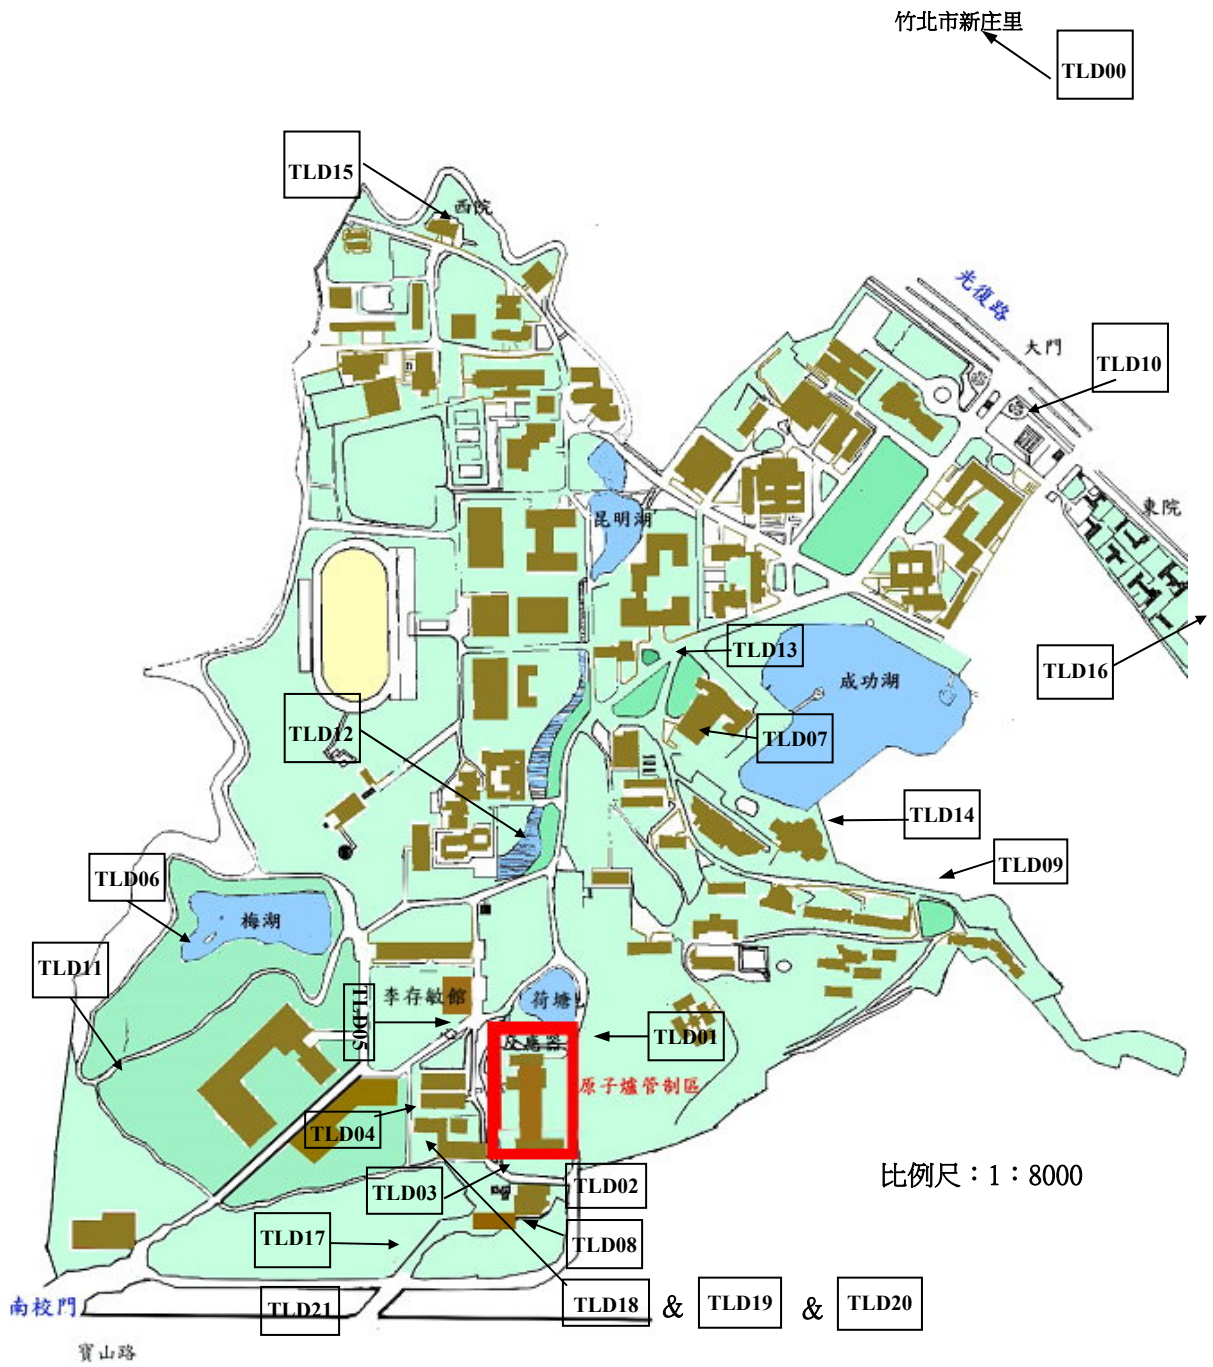 竹北市新庄里
TLD00
TLD15
西院
光復路
大門
TLD10
昆明湖
東院
TLD13
成功湖
TLD16
TLD12
TLD07
TLD14
TLD09
TLD06
梅湖
TLD11
李存敏館
荷塘
TLD05
TLD01
反應器
原子爐管制區
TLD04
比例尺：1：8000
TLD03
TLD02
TLD17
TLD08
南校門
TLD21
TLD18 & TLD19 & TLD20
寶山路